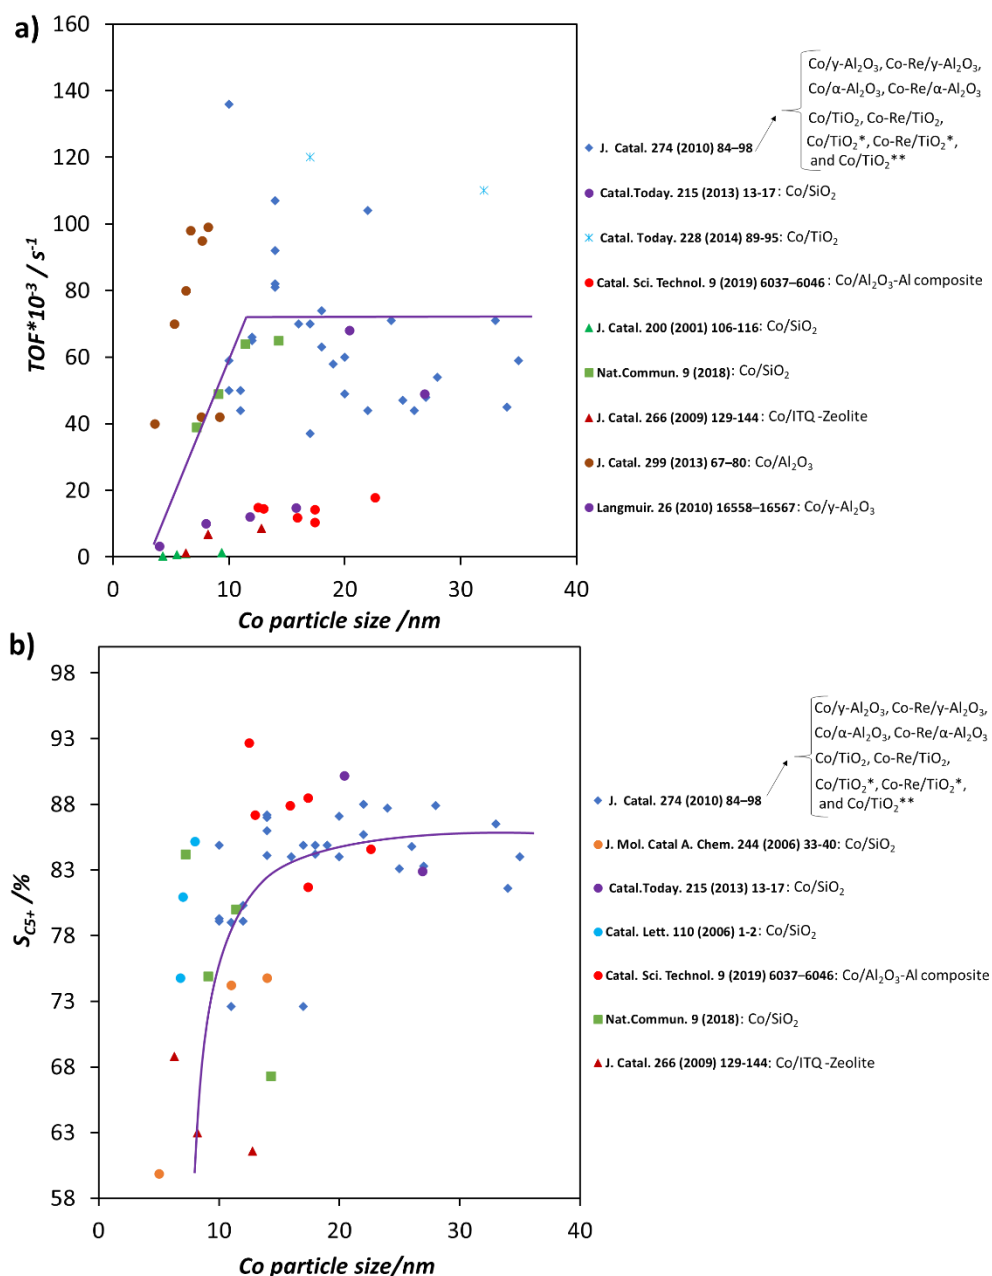 a)
160
140
120
100
80
60
40
20
0
TOF*10⁻³ / s⁻¹
0 10 20 30 40
Co particle size /nm
Co/y-Al₂O₃, Co-Re/y-Al₂O₃,
Co/α-Al₂O₃, Co-Re/α-Al₂O₃
Co/TiO₂, Co-Re/TiO₂,
Co/TiO₂*, Co-Re/TiO₂*,
and Co/TiO₂**
J. Catal. 274 (2010) 84–98
Catal.Today. 215 (2013) 13-17: Co/SiO₂
Catal. Today. 228 (2014) 89-95: Co/TiO₂
Catal. Sci. Technol. 9 (2019) 6037–6046: Co/Al₂O₃-Al composite
J. Catal. 200 (2001) 106-116: Co/SiO₂
Nat.Commun. 9 (2018): Co/SiO₂
J. Catal. 266 (2009) 129-144: Co/ITQ -Zeolite
J. Catal. 299 (2013) 67–80: Co/Al₂O₃
Langmuir. 26 (2010) 16558–16567: Co/y-Al₂O₃
b)
98
93
88
83
78
73
68
63
58
S_C5+ /%
0 10 20 30 40
Co particle size/nm
Co/y-Al₂O₃, Co-Re/y-Al₂O₃,
Co/α-Al₂O₃, Co-Re/α-Al₂O₃
Co/TiO₂, Co-Re/TiO₂,
Co/TiO₂*, Co-Re/TiO₂*,
and Co/TiO₂**
J. Catal. 274 (2010) 84–98
J. Mol. Catal A. Chem. 244 (2006) 33-40: Co/SiO₂
Catal.Today. 215 (2013) 13-17: Co/SiO₂
Catal. Lett. 110 (2006) 1-2: Co/SiO₂
Catal. Sci. Technol. 9 (2019) 6037–6046: Co/Al₂O₃-Al composite
Nat.Commun. 9 (2018): Co/SiO₂
J. Catal. 266 (2009) 129-144: Co/ITQ -Zeolite